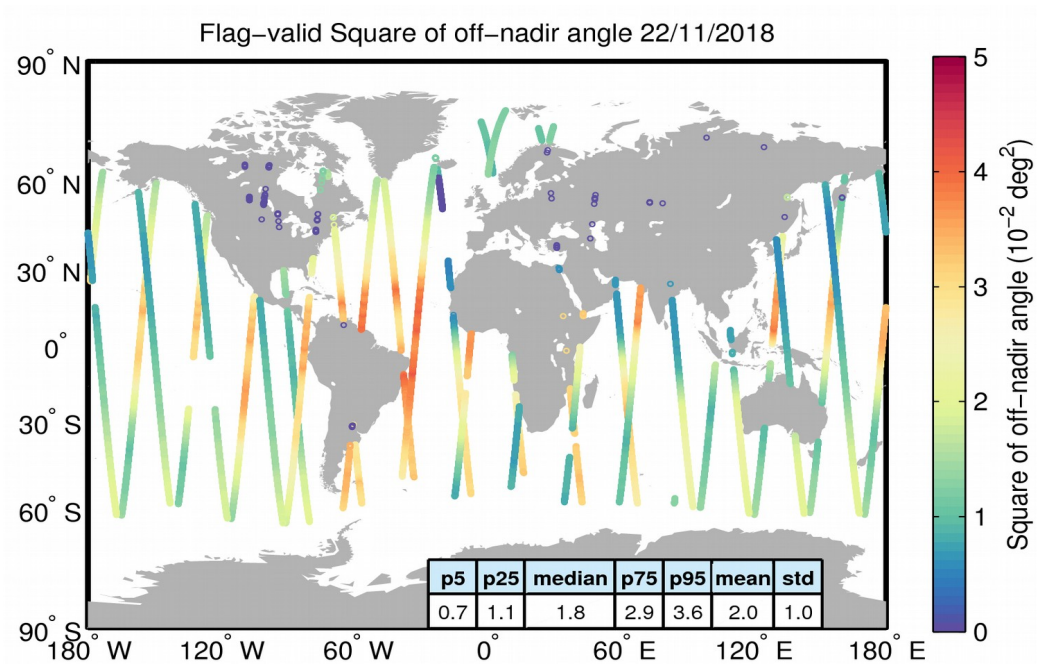 Flag−valid Square of off−nadir angle 22/11/2018
90° N
60° N
30° N
0°
30° S
60° S
90° S
180° W
120° W
60° W
0°
60° E
120° E
180° E
p5 p25 median p75 p95 mean std
0.7 1.1 1.8 2.9 3.6 2.0 1.0
5
4
3
2
1
0
Square of off−nadir angle (10⁻² deg²)